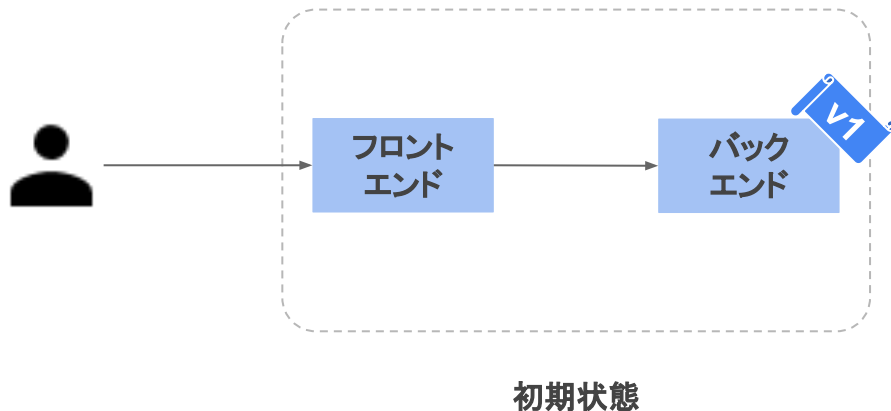 フロント
エンド
バック
エンド
v1
初期状態